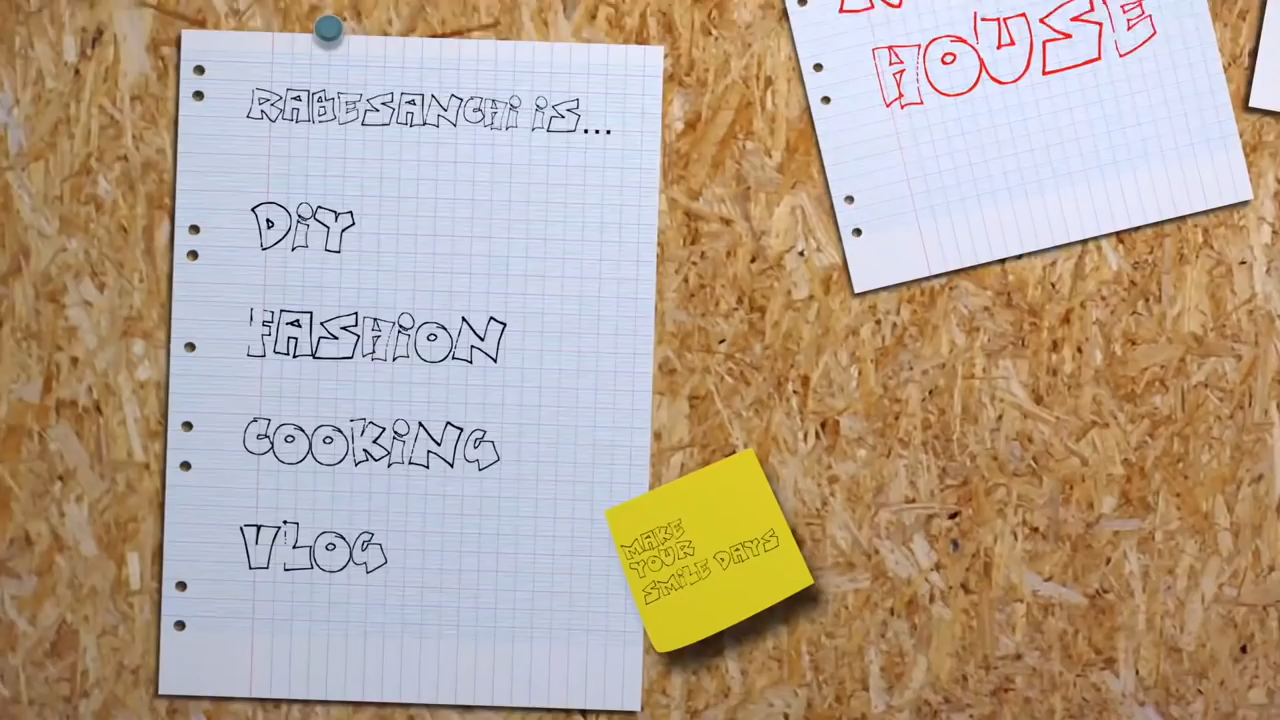 RABESANCHi iS...
DiY
FASHiON
COOKiNG
VLOG
HOUSE
MAKE
YOUR
SMiLE DAYS